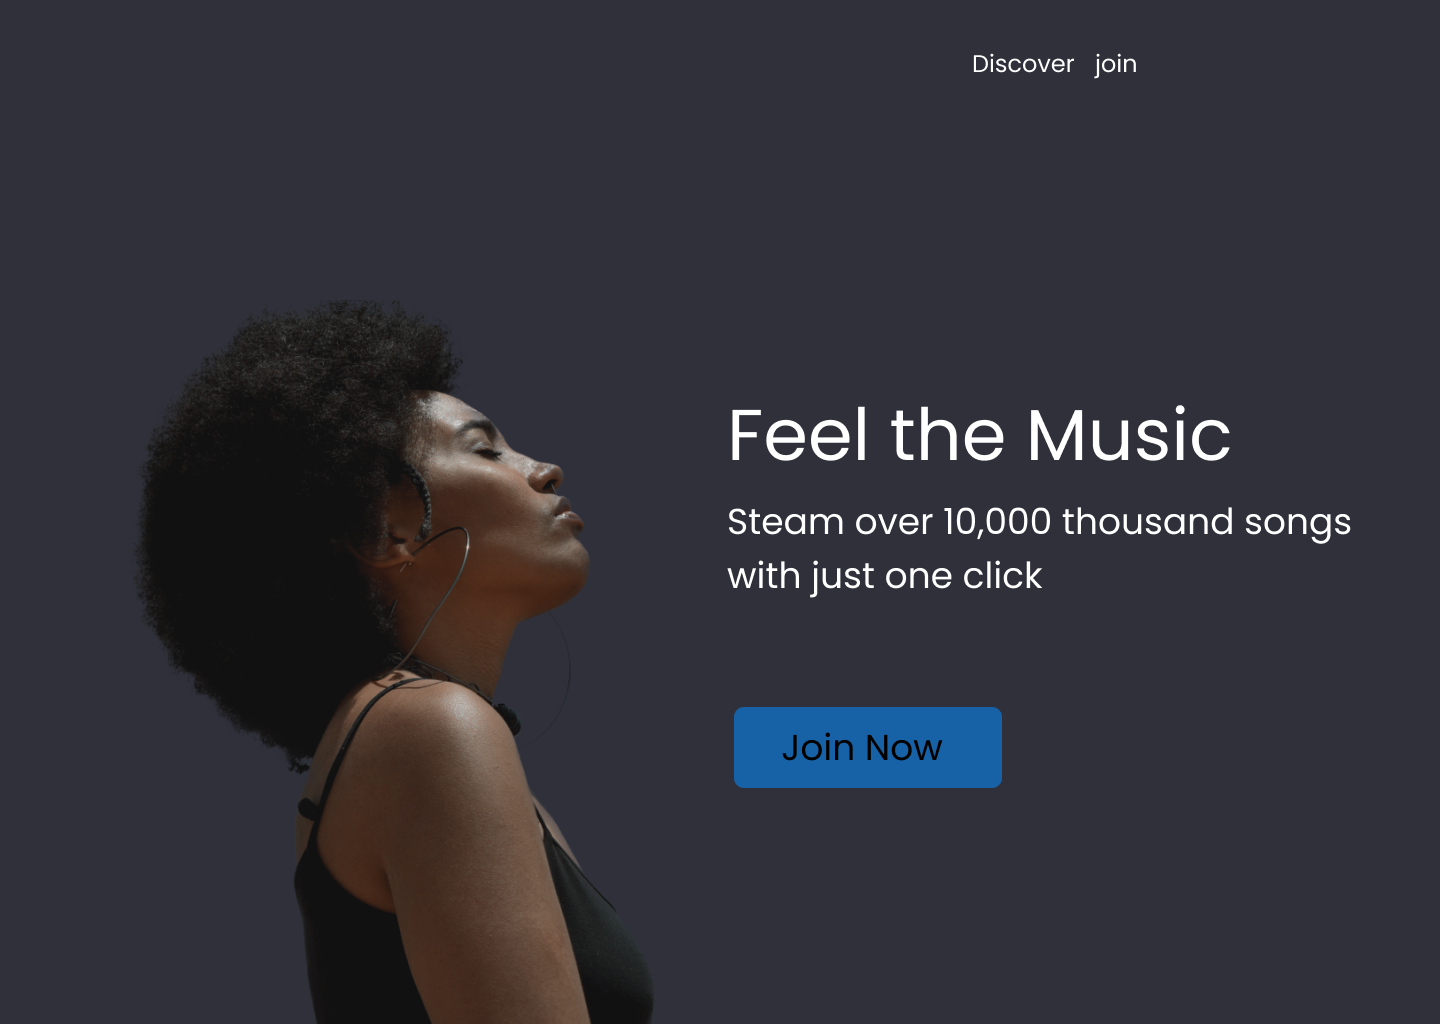 Discover join
Feel the Music
Steam over 10,000 thousand songs
with just one click
Join Now